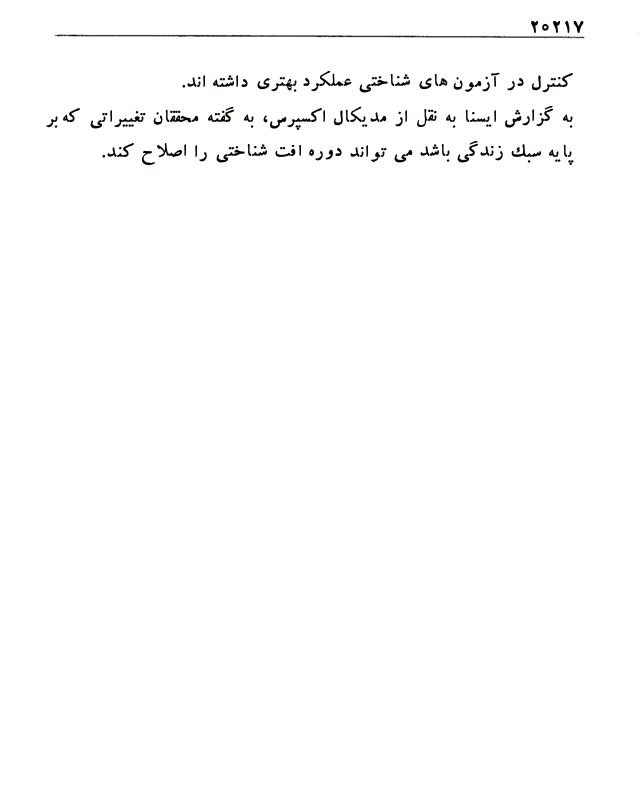 ۲۰۲۱۷
کنترل در آزمون های شناختی عملکرد بهتری داشته اند.
به گزارش ایسنا به نقل از مدیکال اکسپرس، به گفته محققان تغییراتی که بر
پایه سبك زندگی باشد می تواند دوره افت شناختی را اصلاح کند.